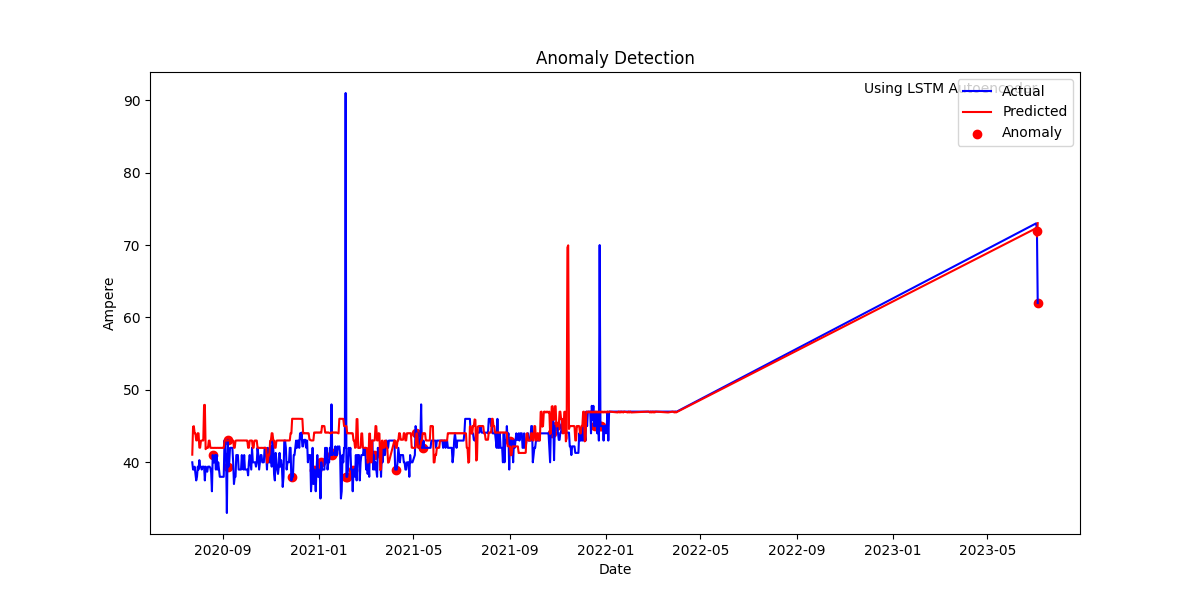 Anomaly Detection
Using LSTM Autoencoder
Actual
Predicted
Anomaly
Ampere
90
80
70
60
50
40
2020-09
2021-01
2021-05
2021-09
2022-01
2022-05
2022-09
2023-01
2023-05
Date